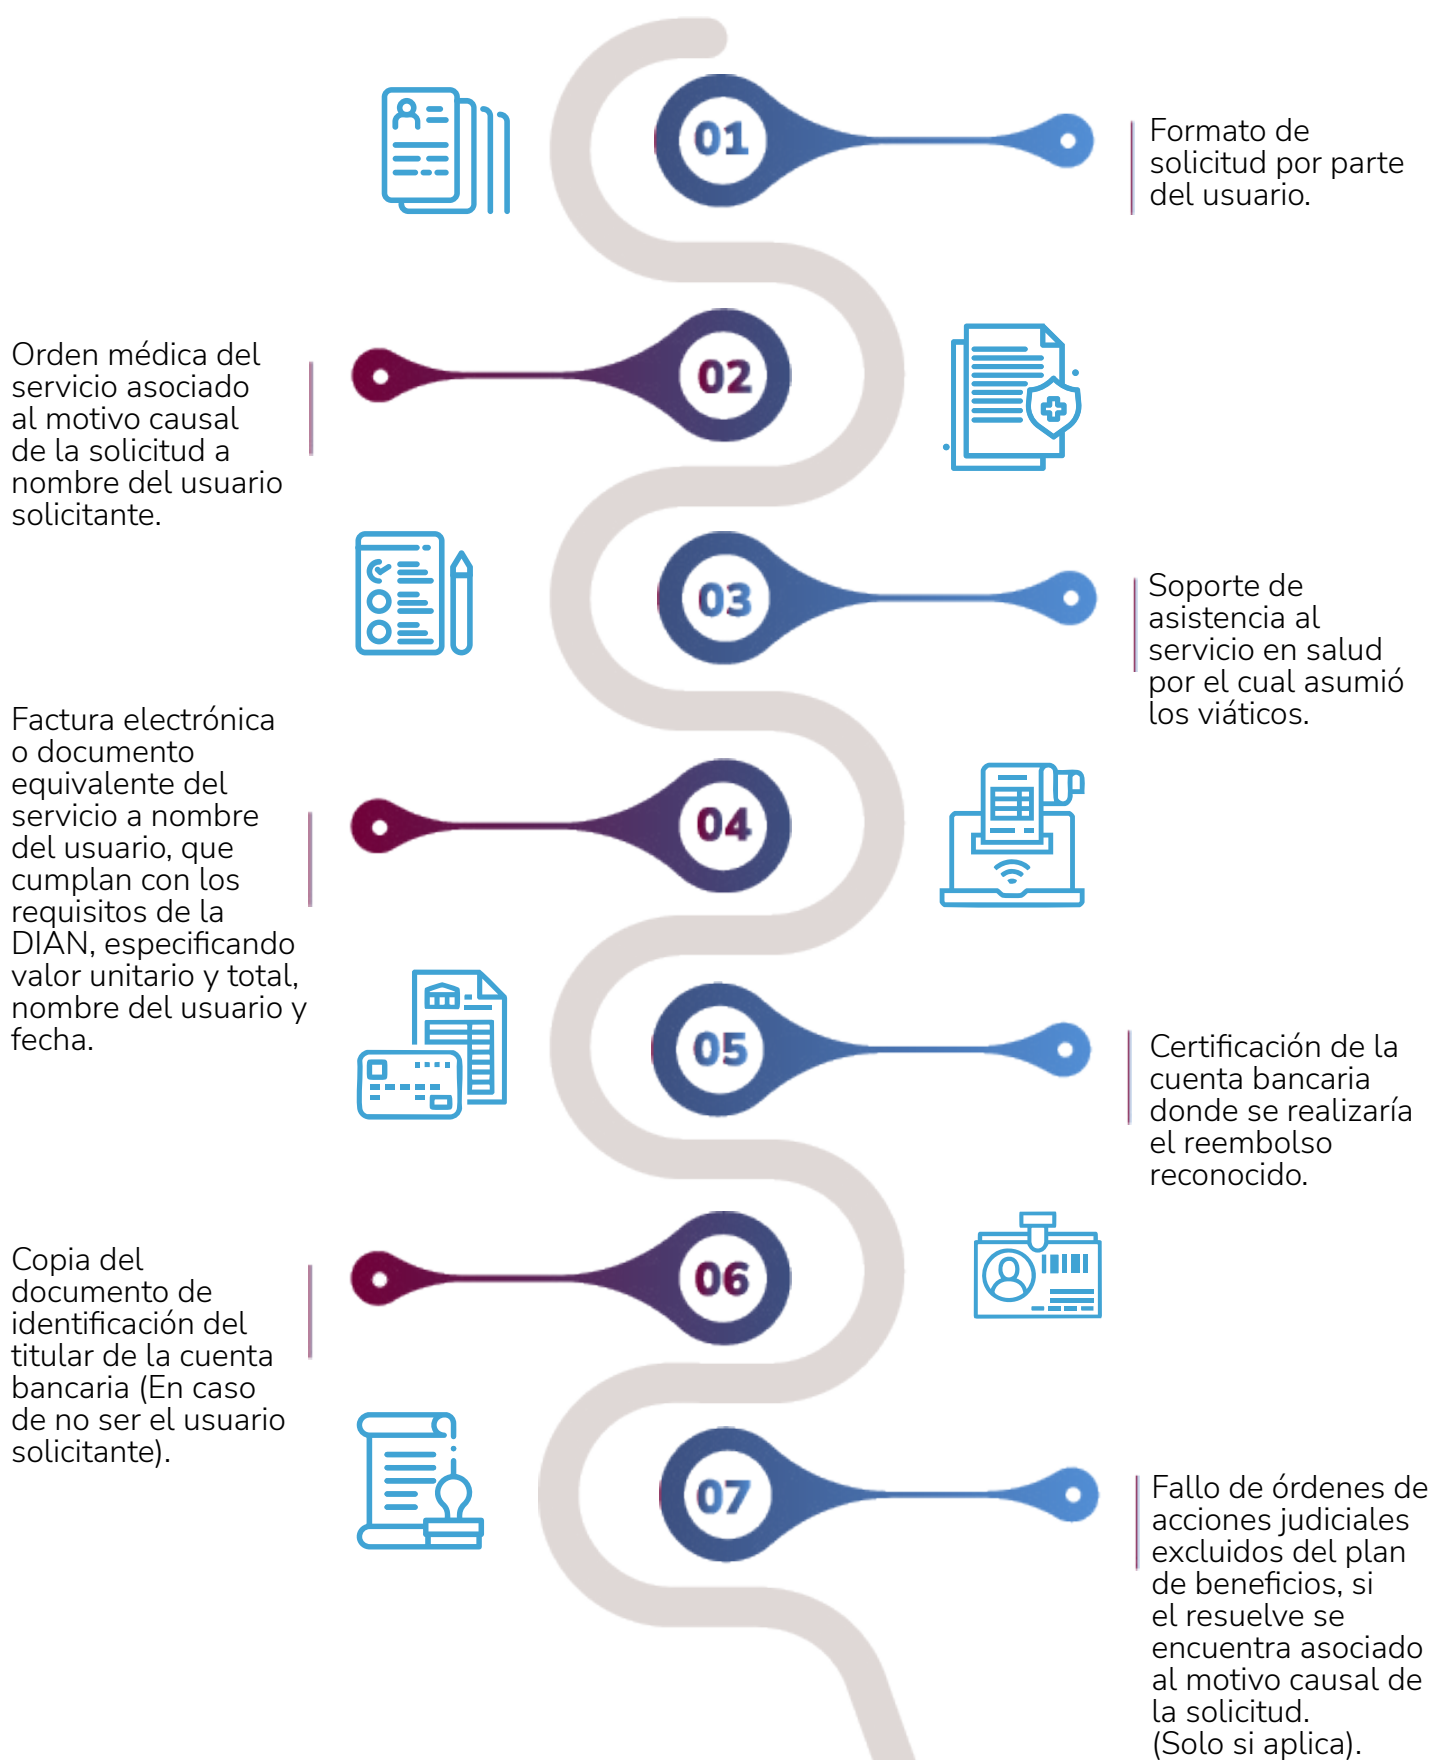 01
Formato de
solicitud por parte
del usuario.
02
Orden médica del
servicio asociado
al motivo causal
de la solicitud a
nombre del usuario
solicitante.
03
Soporte de
asistencia al
servicio en salud
por el cual asumió
los viáticos.
04
Factura electrónica
o documento
equivalente del
servicio a nombre
del usuario, que
cumplan con los
requisitos de la
DIAN, especificando
valor unitario y total,
nombre del usuario y
fecha.
05
Certificación de la
cuenta bancaria
donde se realizaría
el reembolso
reconocido.
06
Copia del
documento de
identificación del
titular de la cuenta
bancaria (En caso
de no ser el usuario
solicitante).
07
Fallo de órdenes de
acciones judiciales
excluidos del plan
de beneficios, si
el resuelve se
encuentra asociado
al motivo causal de
la solicitud.
(Solo si aplica).